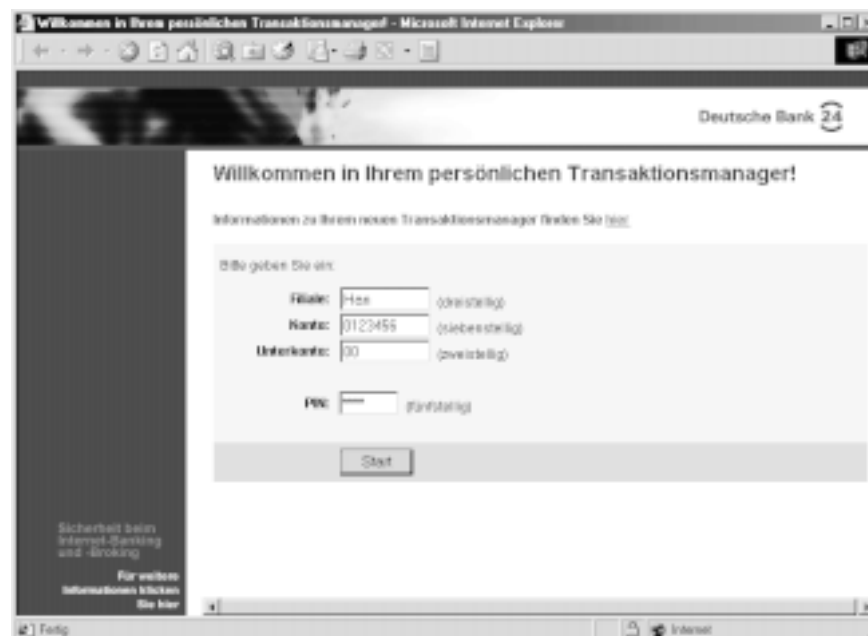 Willkommen in Ihrem persönlichen Transaktionsmanager! - Microsoft Internet Explorer
Deutsche Bank 24
Willkommen in Ihrem persönlichen Transaktionsmanager!
Informationen zu Ihrem neuen Transaktionsmanager finden Sie hier.
Bitte geben Sie ein:
Filiale: (dreistellig)
Konto: 0123456 (siebenstellig)
Unterkonto: 00 (zweistellig)
PIN: (fünfstellig)
Start
Sicherheit beim
Internet-Banking
und -Broking
Für weitere
Informationen klicken
Sie hier
Fertig
Internet